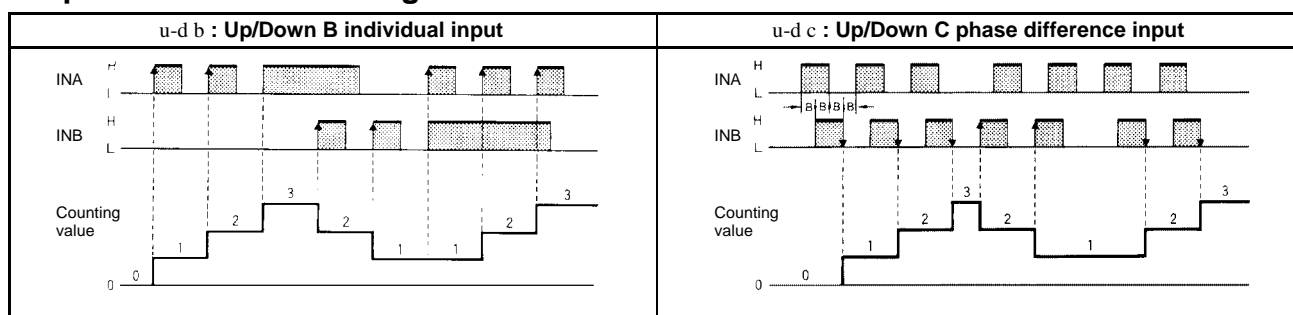 u-d b : Up/Down B individual input
INA H
L
INB H
L
Counting
value
0 1 2 3 2 1 1 2 3
0
u-d c : Up/Down C phase difference input
INA H
L
B B B B
INB H
L
Counting
value
0 1 2 3 2 1 2 3
0